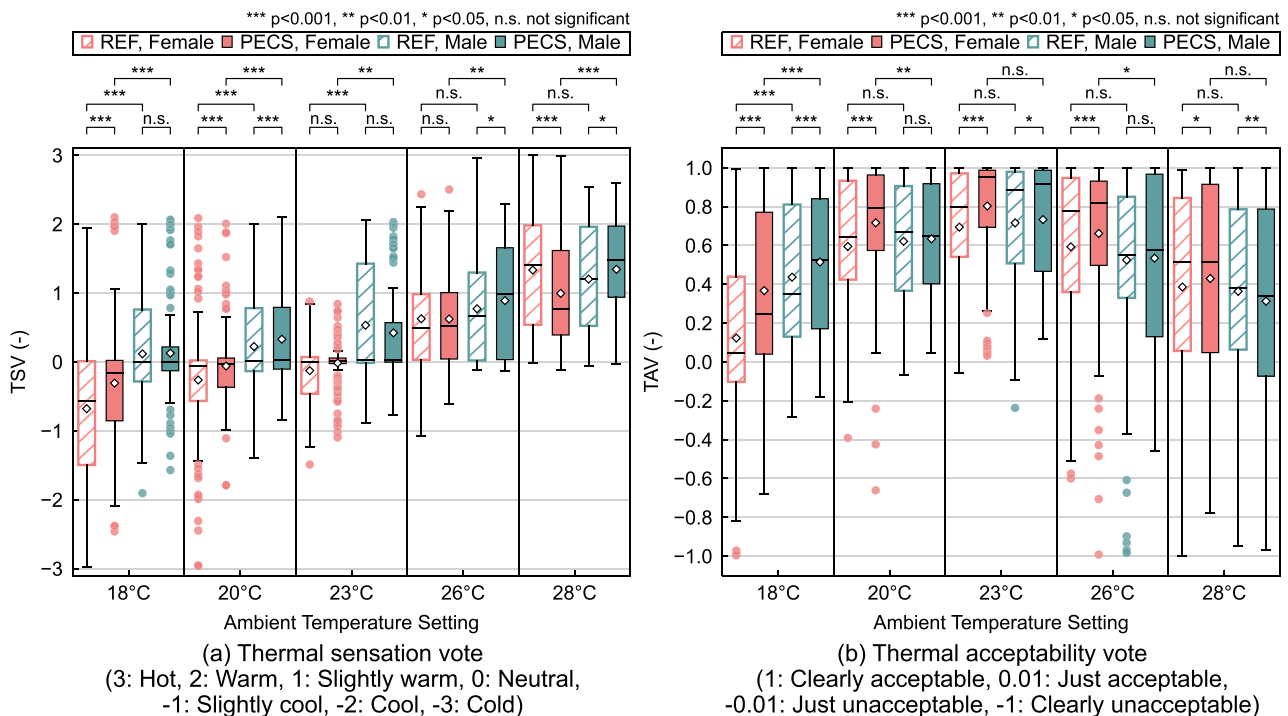 *** p<0.001, ** p<0.01, * p<0.05, n.s. not significant
REF, Female PECS, Female REF, Male PECS, Male
*** *** ** ** ***
*** *** *** n.s. n.s.
*** n.s. *** *** n.s. n.s. n.s. * *** *
3
2
1
0
−1
−2
−3
TSV (-)
18°C 20°C 23°C 26°C 28°C
Ambient Temperature Setting
(a) Thermal sensation vote
(3: Hot, 2: Warm, 1: Slightly warm, 0: Neutral,
-1: Slightly cool, -2: Cool, -3: Cold)
*** p<0.001, ** p<0.01, * p<0.05, n.s. not significant
REF, Female PECS, Female REF, Male PECS, Male
*** ** n.s. * n.s.
*** n.s. n.s. n.s. n.s.
*** *** *** n.s. *** * *** n.s. * **
1.0
0.8
0.6
0.4
0.2
0.0
−0.2
−0.4
−0.6
−0.8
−1.0
TAV (-)
18°C 20°C 23°C 26°C 28°C
Ambient Temperature Setting
(b) Thermal acceptability vote
(1: Clearly acceptable, 0.01: Just acceptable,
-0.01: Just unacceptable, -1: Clearly unacceptable)